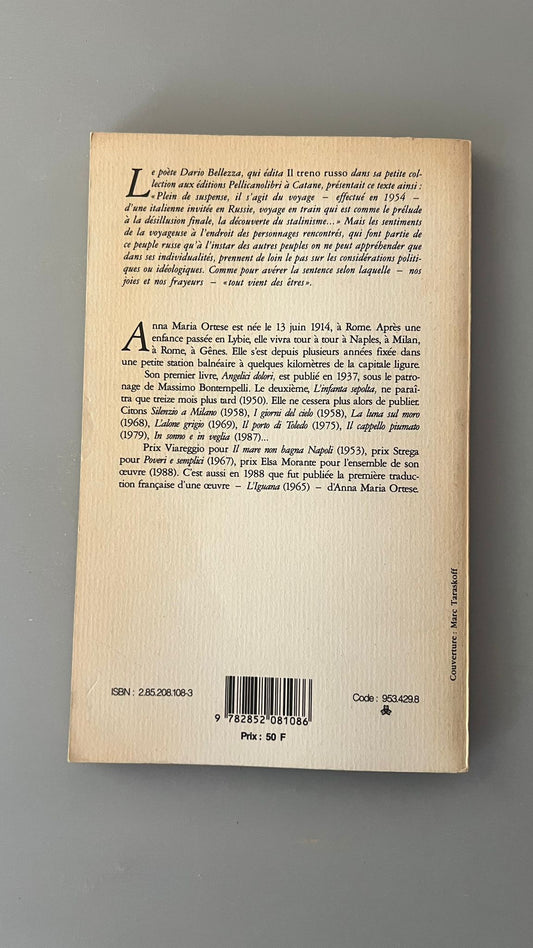 Le poète Dario Bellezza, qui édita Il treno russo dans sa petite col-
lection aux éditions Pellicanolibri à Catane, présentait ce texte ainsi :
« Plein de suspense, il s'agit du voyage – effectué en 1954 –
d'une italienne invitée en Russie, voyage en train qui est comme le prélude
à la désillusion finale, la découverte du stalinisme... » Mais les sentiments
de la voyageuse à l'endroit des personnages rencontrés, qui font partie de
ce peuple russe qu'à l'instar des autres peuples on ne peut appréhender que
dans ses individualités, prennent de loin le pas sur les considérations politi-
ques ou idéologiques. Comme pour avérer la sentence selon laquelle – nos
joies et nos frayeurs – « tout vient des êtres ».
Anna Maria Ortese est née le 13 juin 1914, à Rome. Après une
enfance passée en Lybie, elle vivra tour à tour à Naples, à Milan,
à Rome, à Gênes. Elle s'est depuis plusieurs années fixée dans
une petite station balnéaire à quelques kilomètres de la capitale ligure.
Son premier livre, Angelici dolori, est publié en 1937, sous le patro-
nage de Massimo Bontempelli. Le deuxième, L'infanta sepolta, ne paraî-
tra que treize mois plus tard (1950). Elle ne cessera plus alors de publier.
Citons Silenzio a Milano (1958), I giorni del cielo (1958), La luna sul moro
(1968), L'alone grigio (1969), Il porto di Toledo (1975), Il cappello piumato
(1979), In sonno e in veglia (1987)...
Prix Viareggio pour Il mare non bagna Napoli (1953), prix Strega
pour Poveri e semplici (1967), prix Elsa Morante pour l'ensemble de son
œuvre (1988). C'est aussi en 1988 que fut publiée la première traduc-
tion française d'une œuvre – L'Iguana (1965) – d'Anna Maria Ortese.
Couverture : Marc Taraskoff
ISBN : 2.85.208.108-3
9 782852 081086
Prix : 50 F
Code : 953.429.8